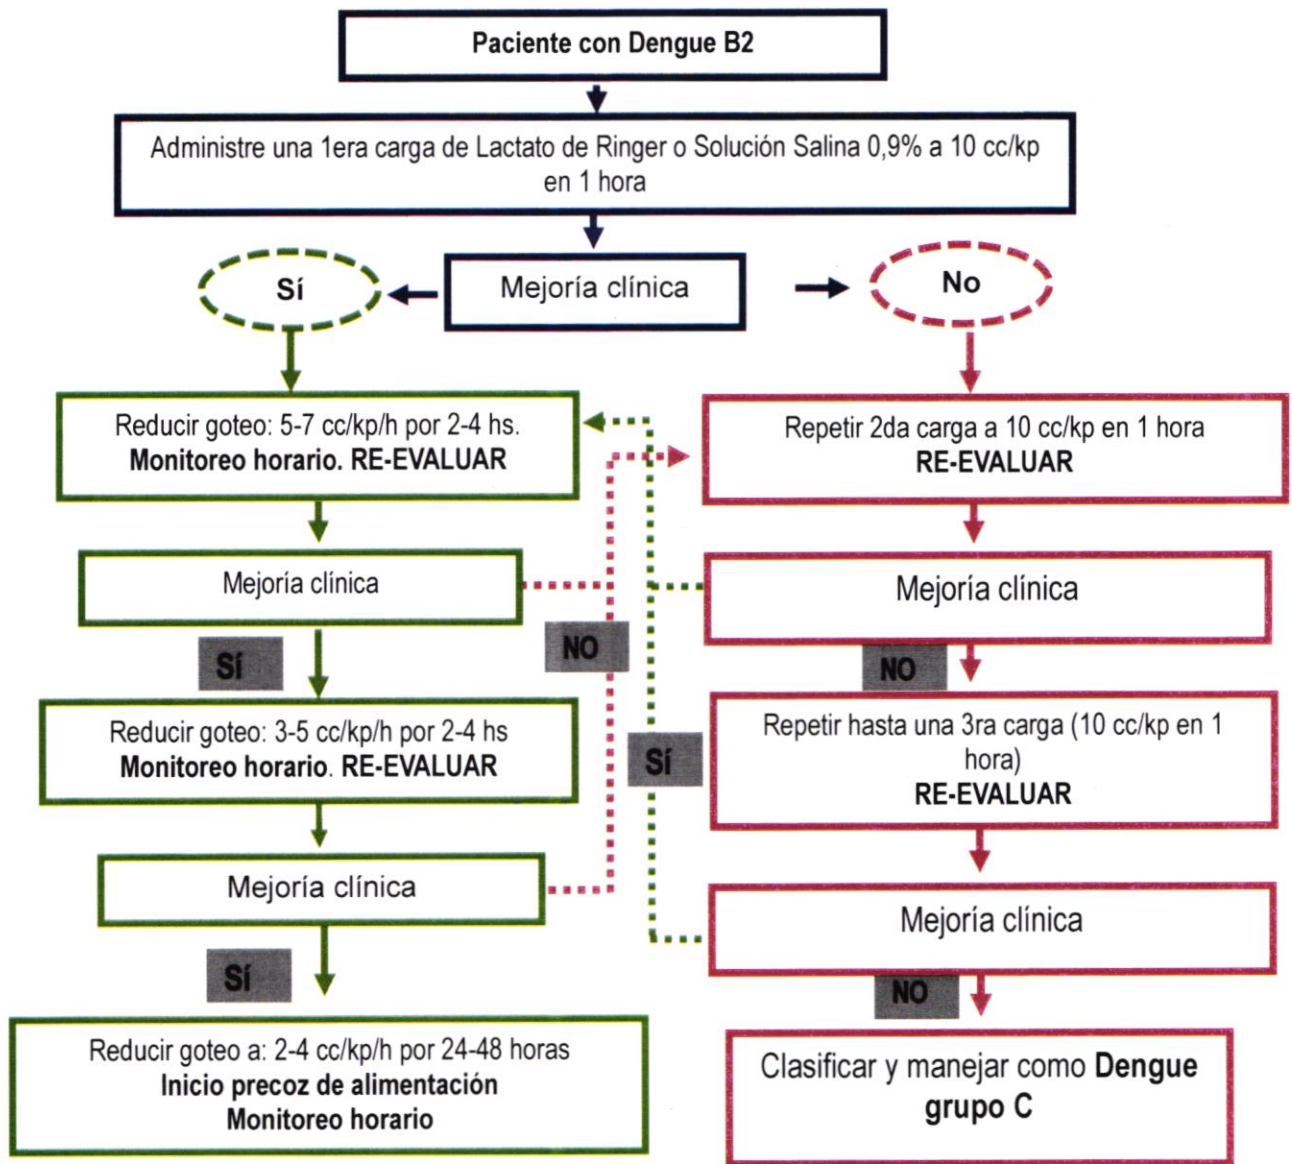 Paciente con Dengue B2
Administre una 1era carga de Lactato de Ringer o Solución Salina 0,9% a 10 cc/kp
en 1 hora
Sí
Mejoría clínica
No
Reducir goteo: 5-7 cc/kp/h por 2-4 hs.
Monitoreo horario. RE-EVALUAR
Repetir 2da carga a 10 cc/kp en 1 hora
RE-EVALUAR
Mejoría clínica
Mejoría clínica
Sí
NO
NO
Reducir goteo: 3-5 cc/kp/h por 2-4 hs
Monitoreo horario. RE-EVALUAR
Sí
Repetir hasta una 3ra carga (10 cc/kp en 1
hora)
RE-EVALUAR
Mejoría clínica
Mejoría clínica
Sí
NO
Reducir goteo a: 2-4 cc/kp/h por 24-48 horas
Inicio precoz de alimentación
Monitoreo horario
Clasificar y manejar como Dengue
grupo C